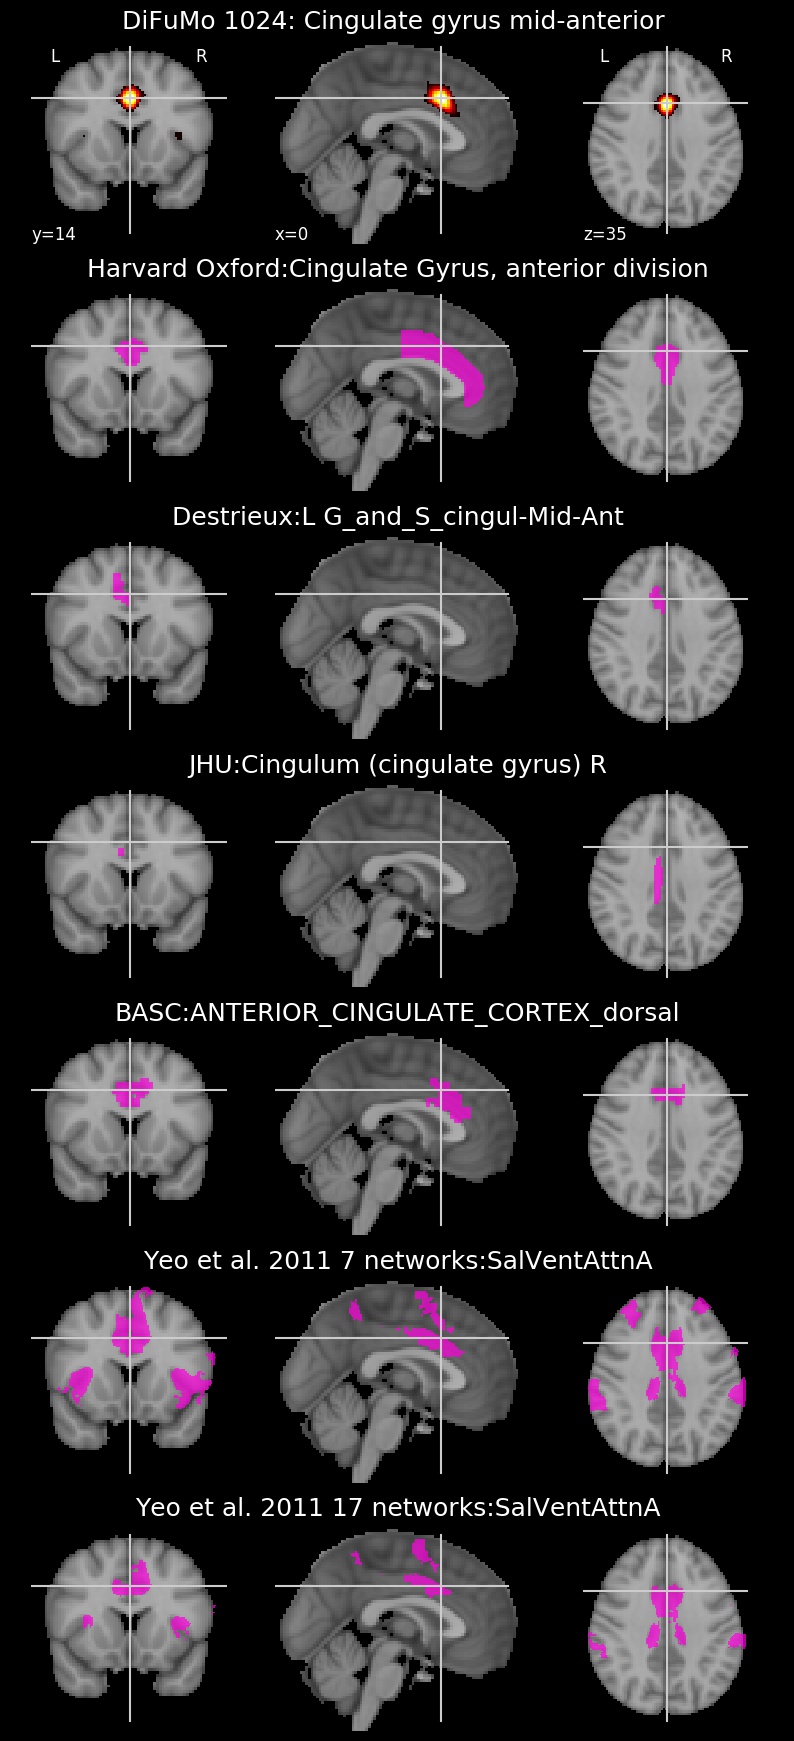 DiFuMo 1024: Cingulate gyrus mid-anterior
L R L R
y=14 x=0 z=35
Harvard Oxford:Cingulate Gyrus, anterior division
Destrieux:L G_and_S_cingul-Mid-Ant
JHU:Cingulum (cingulate gyrus) R
BASC:ANTERIOR_CINGULATE_CORTEX_dorsal
Yeo et al. 2011 7 networks:SalVentAttnA
Yeo et al. 2011 17 networks:SalVentAttnA